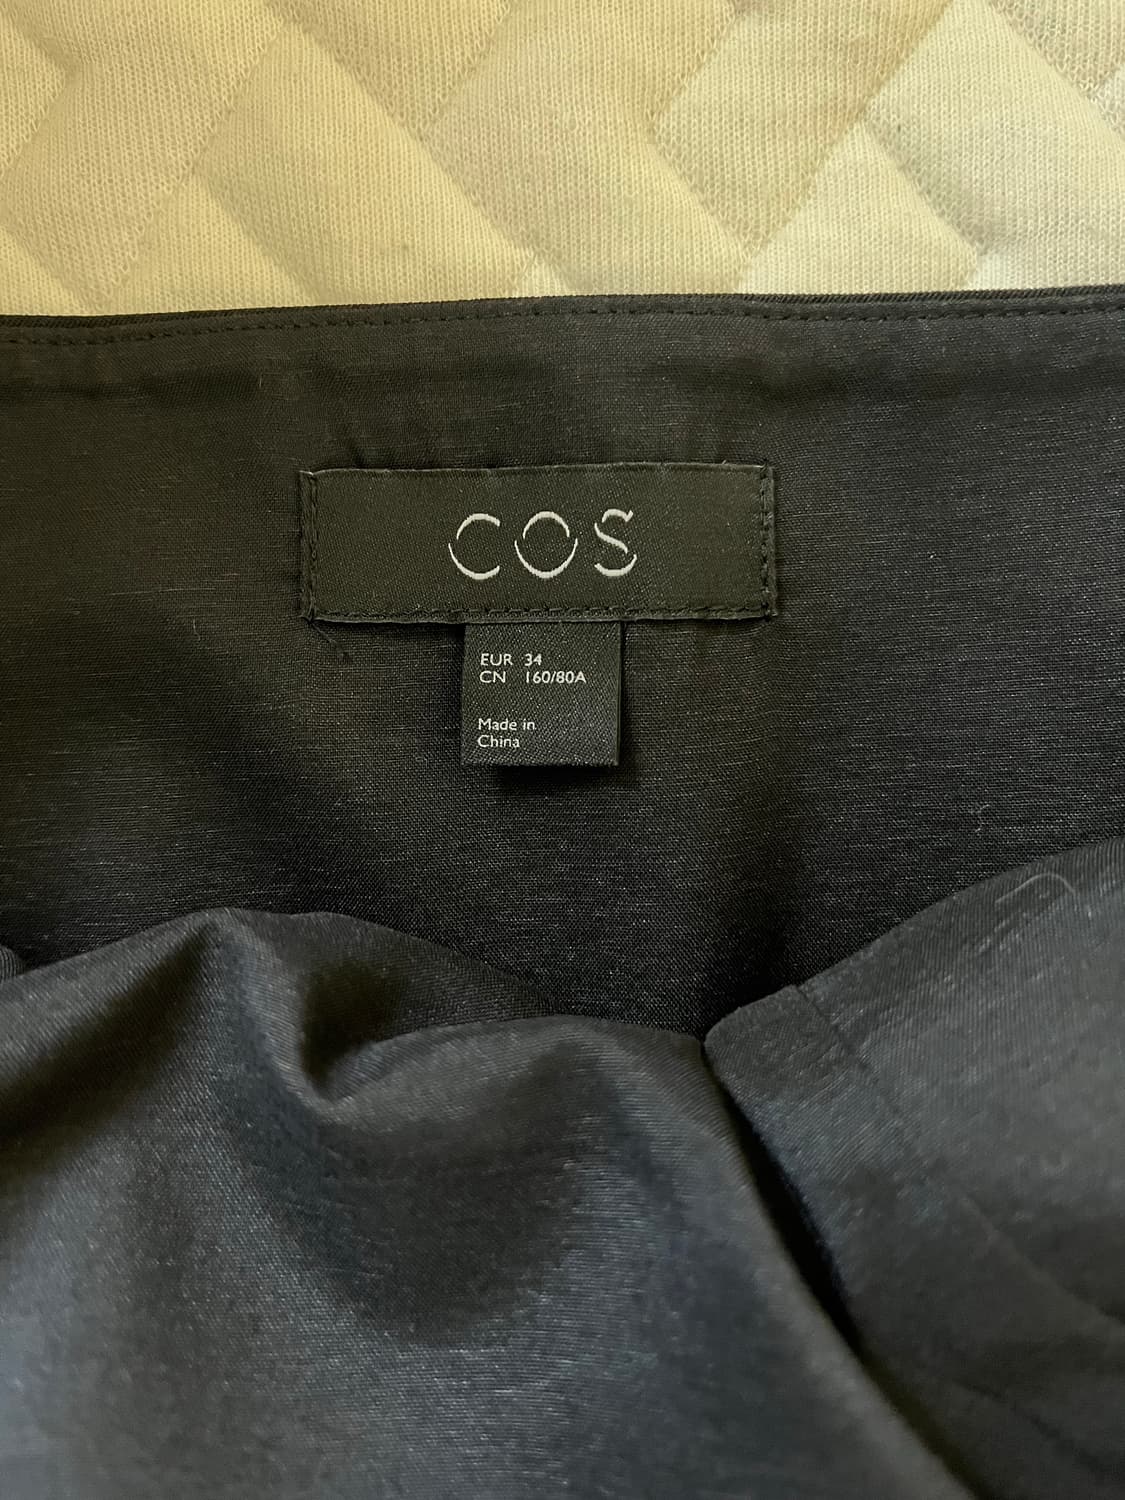 COS
EUR 34
CN 160/80A
Made in
China